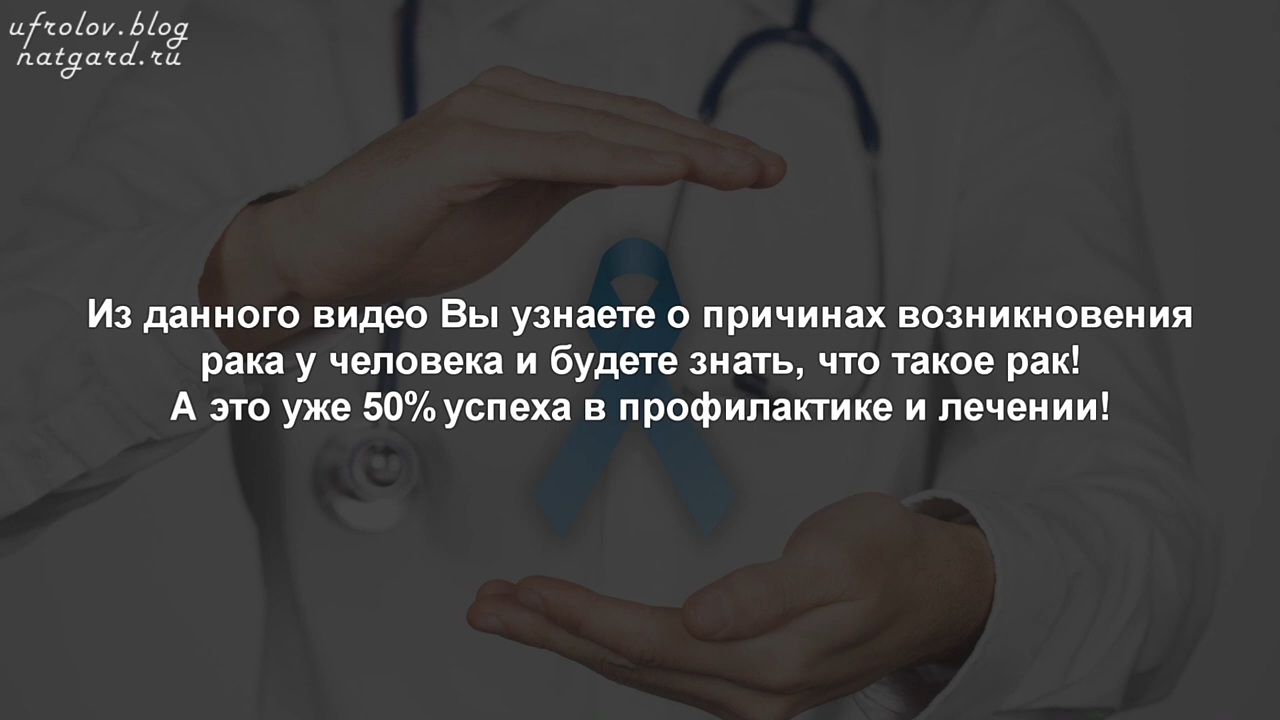 ufrolov.blog
natgard.ru
Из данного видео Вы узнаете о причинах возникновения
рака у человека и будете знать, что такое рак!
А это уже 50% успеха в профилактике и лечении!